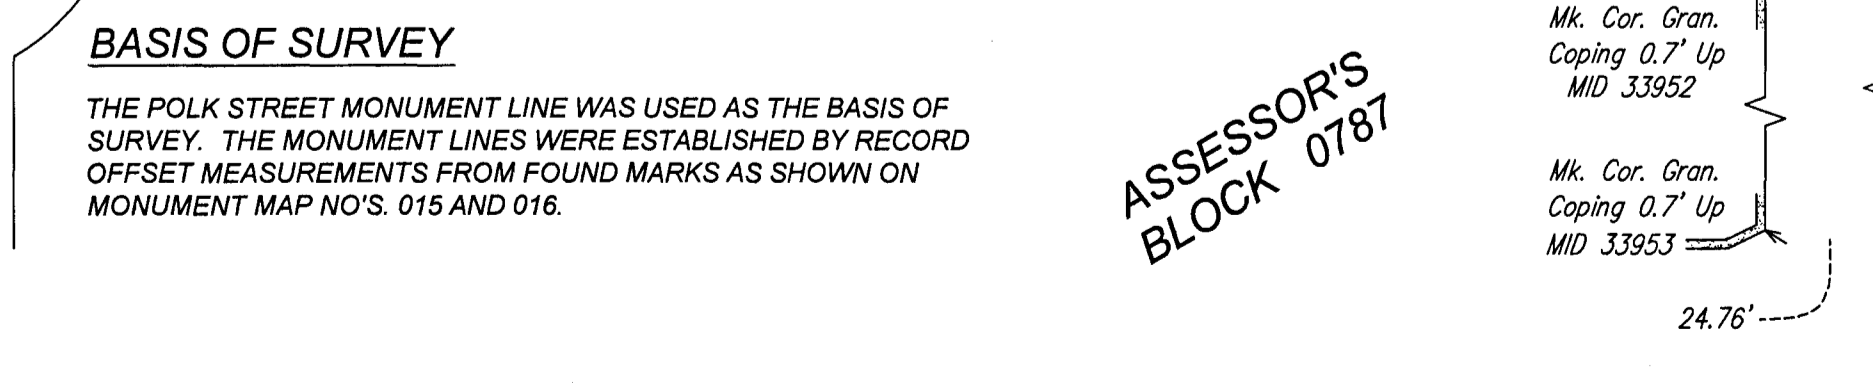 BASIS OF SURVEY
THE POLK STREET MONUMENT LINE WAS USED AS THE BASIS OF
SURVEY. THE MONUMENT LINES WERE ESTABLISHED BY RECORD
OFFSET MEASUREMENTS FROM FOUND MARKS AS SHOWN ON
MONUMENT MAP NO'S. 015 AND 016.
ASSESSOR'S
BLOCK 0787
Mk. Cor. Gran.
Coping 0.7' Up
MID 33952
Mk. Cor. Gran.
Coping 0.7' Up
MID 33953
24.76'